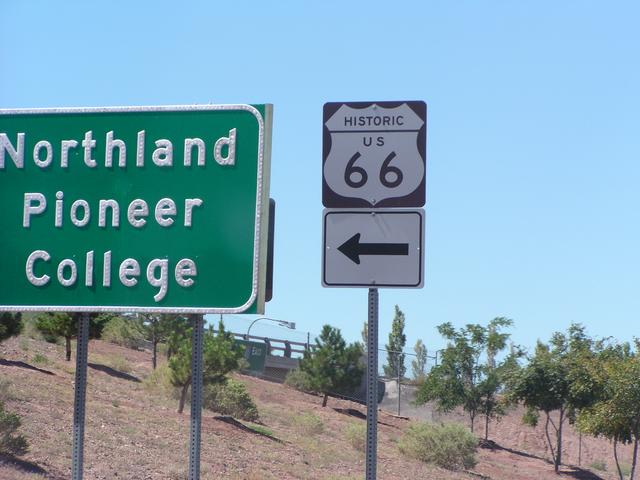 Northland
Pioneer
College
HISTORIC
US
66